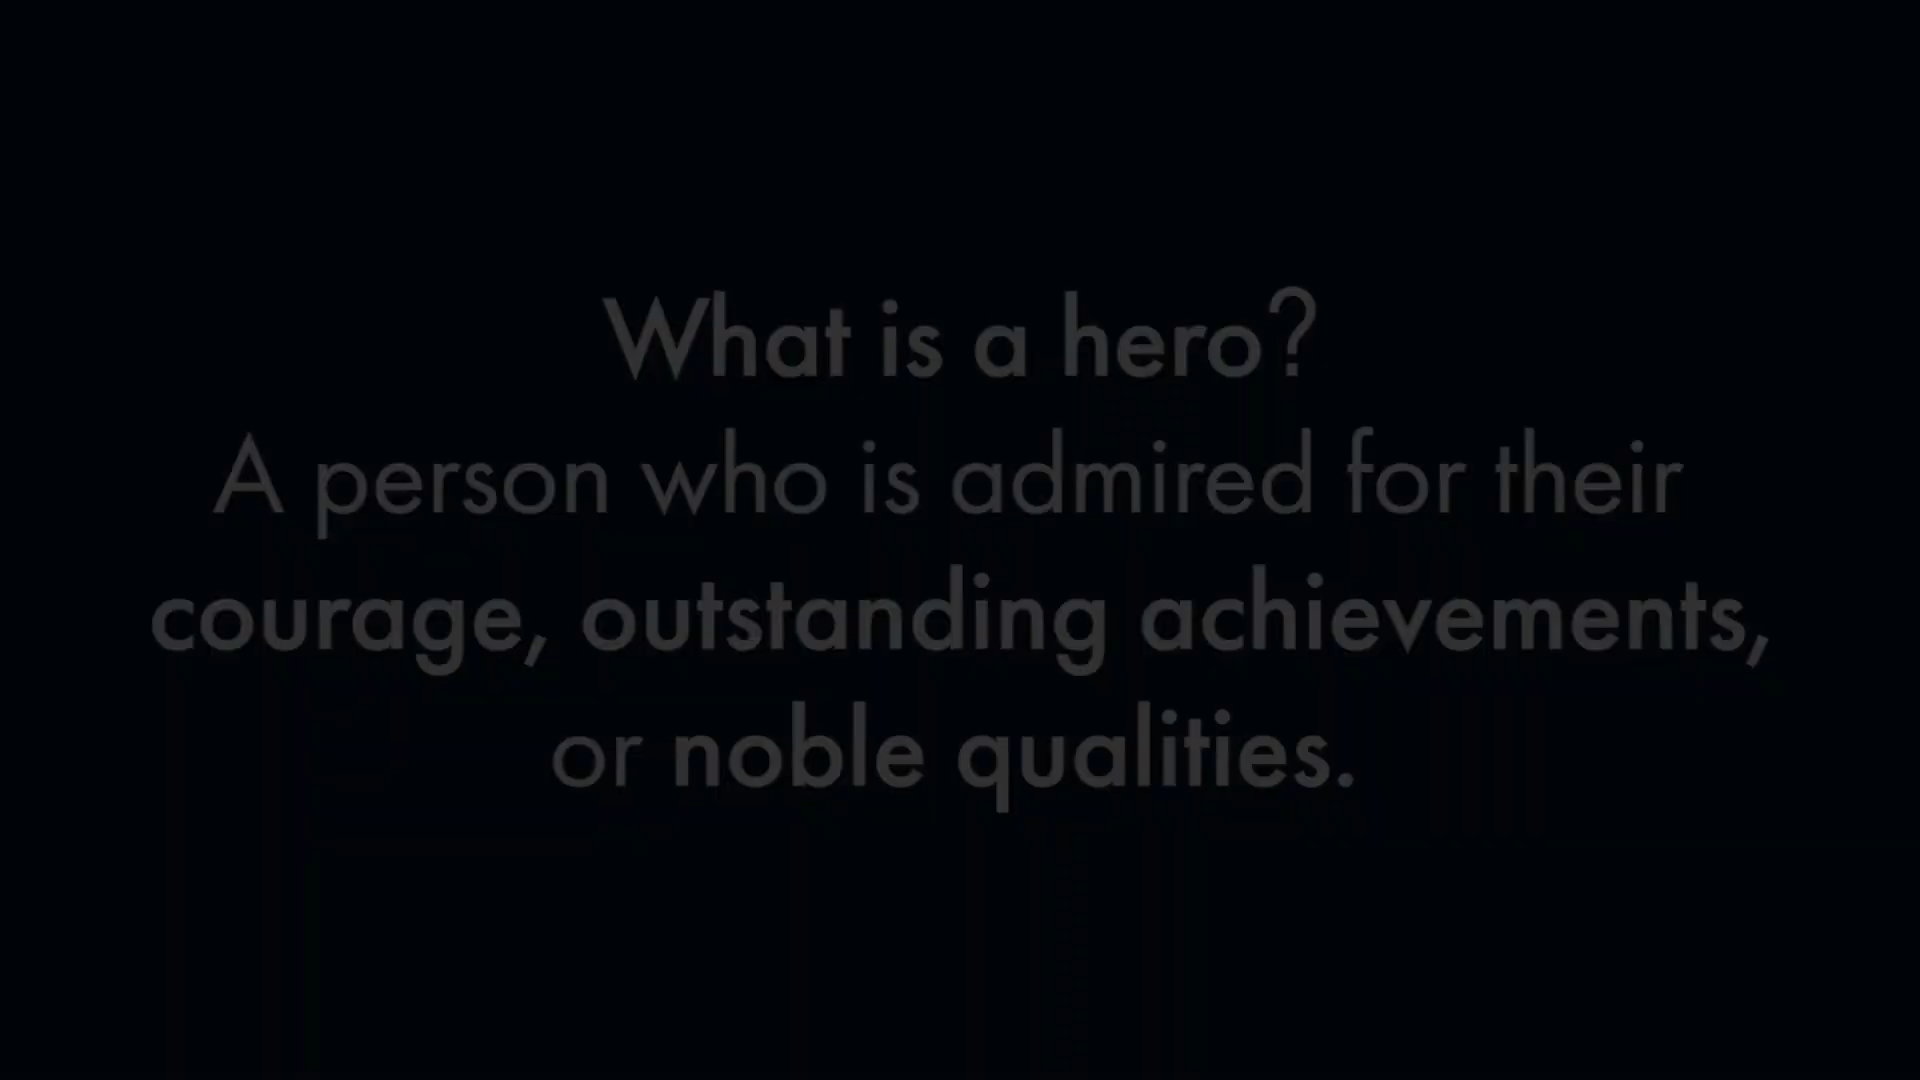 What is a hero?
A person who is admired for their
courage, outstanding achievements,
or noble qualities.